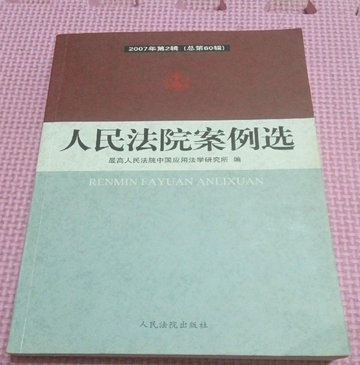 2007年第2辑（总第60辑）
人民法院案例选
最高人民法院中国应用法学研究所 编
RENMIN FAYUAN ANLIXUAN
人民法院出版社